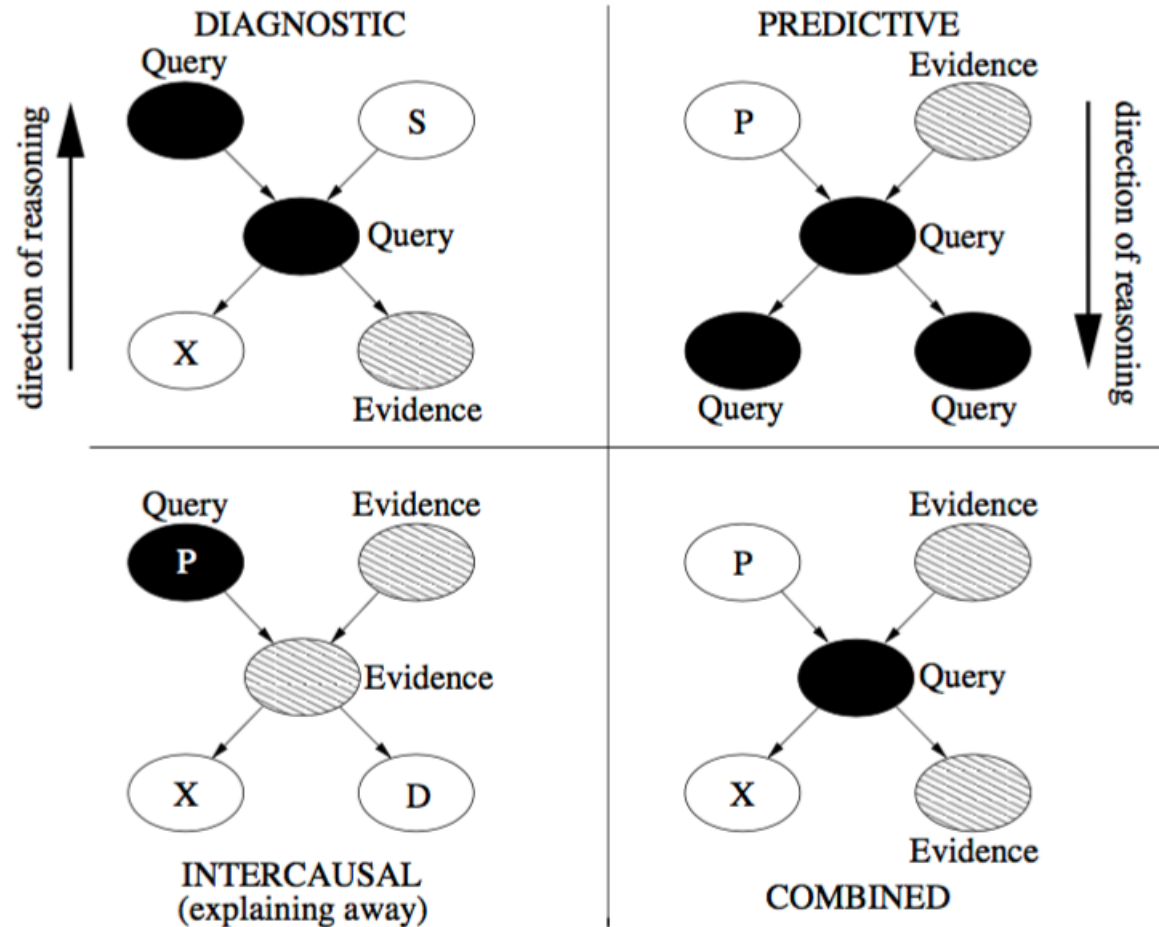 DIAGNOSTIC
Query
S
Query
X
Evidence
direction of reasoning
PREDICTIVE
Evidence
P
Query
Query
Query
direction of reasoning
Query
Evidence
P
Evidence
X
D
INTERCAUSAL
(explaining away)
Evidence
P
Query
X
Evidence
COMBINED